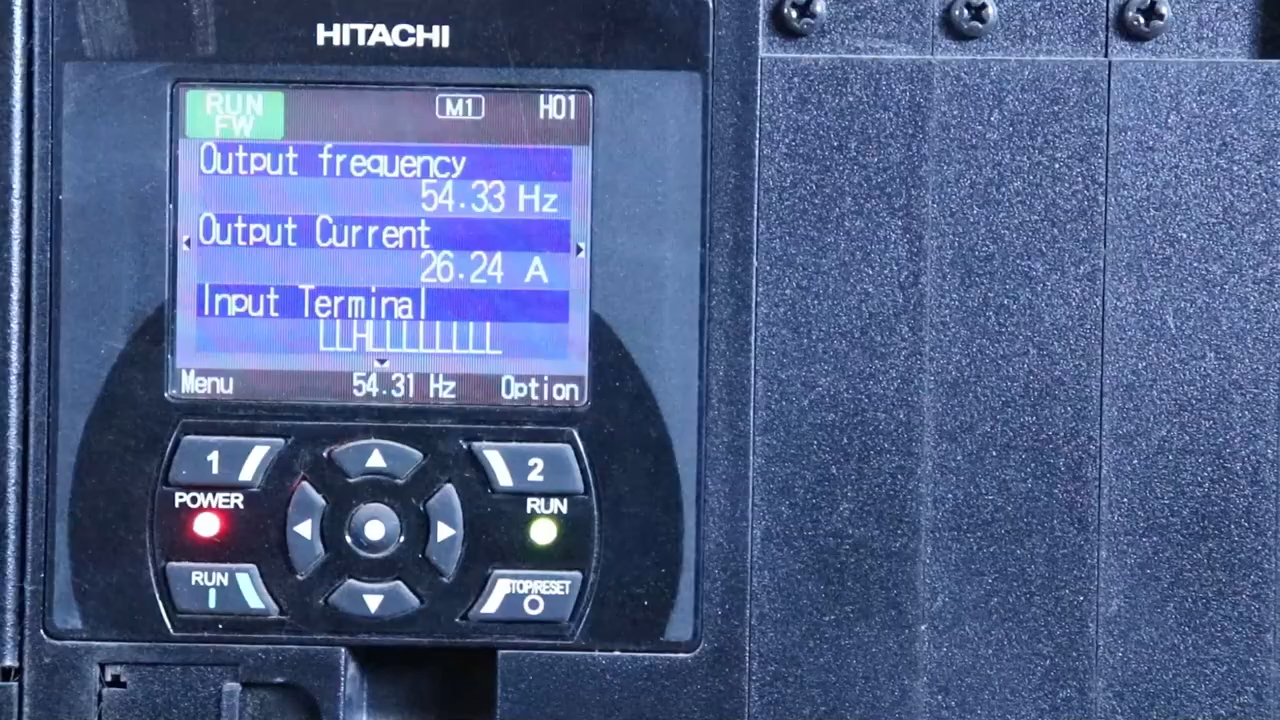 HITACHI
RUN
FW
M1
H01
Output frequency
54.33 Hz
Output Current
26.24 A
Input Terminal
LLHLLLLLLLL
Menu
54.31 Hz
Option
1
2
POWER
RUN
RUN
STOP/RESET